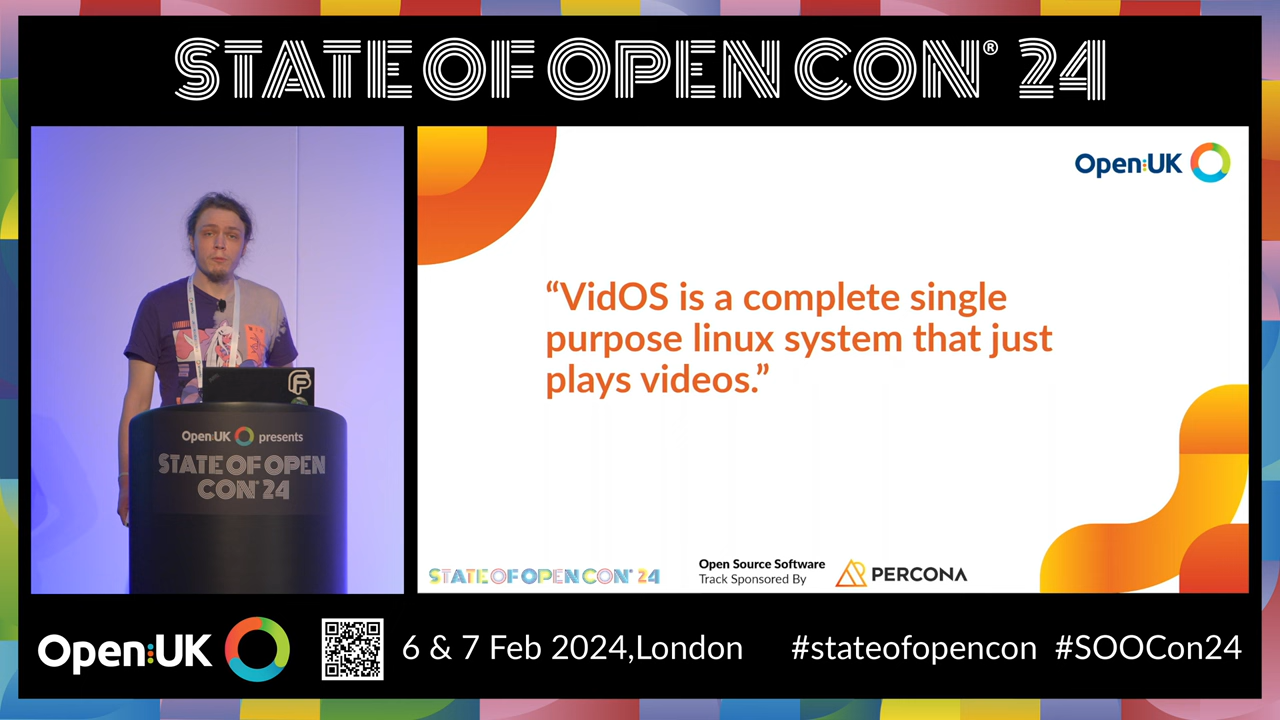 STATE OF OPEN CON® 24
Open:UK
“VidOS is a complete single
purpose linux system that just
plays videos.”
Open:UK presents
STATE OF OPEN
CON® 24
STATE OF OPEN CON® 24
Open Source Software
Track Sponsored By
PERCONA
Open:UK
6 & 7 Feb 2024,London
#stateofopencon #SOOCon24